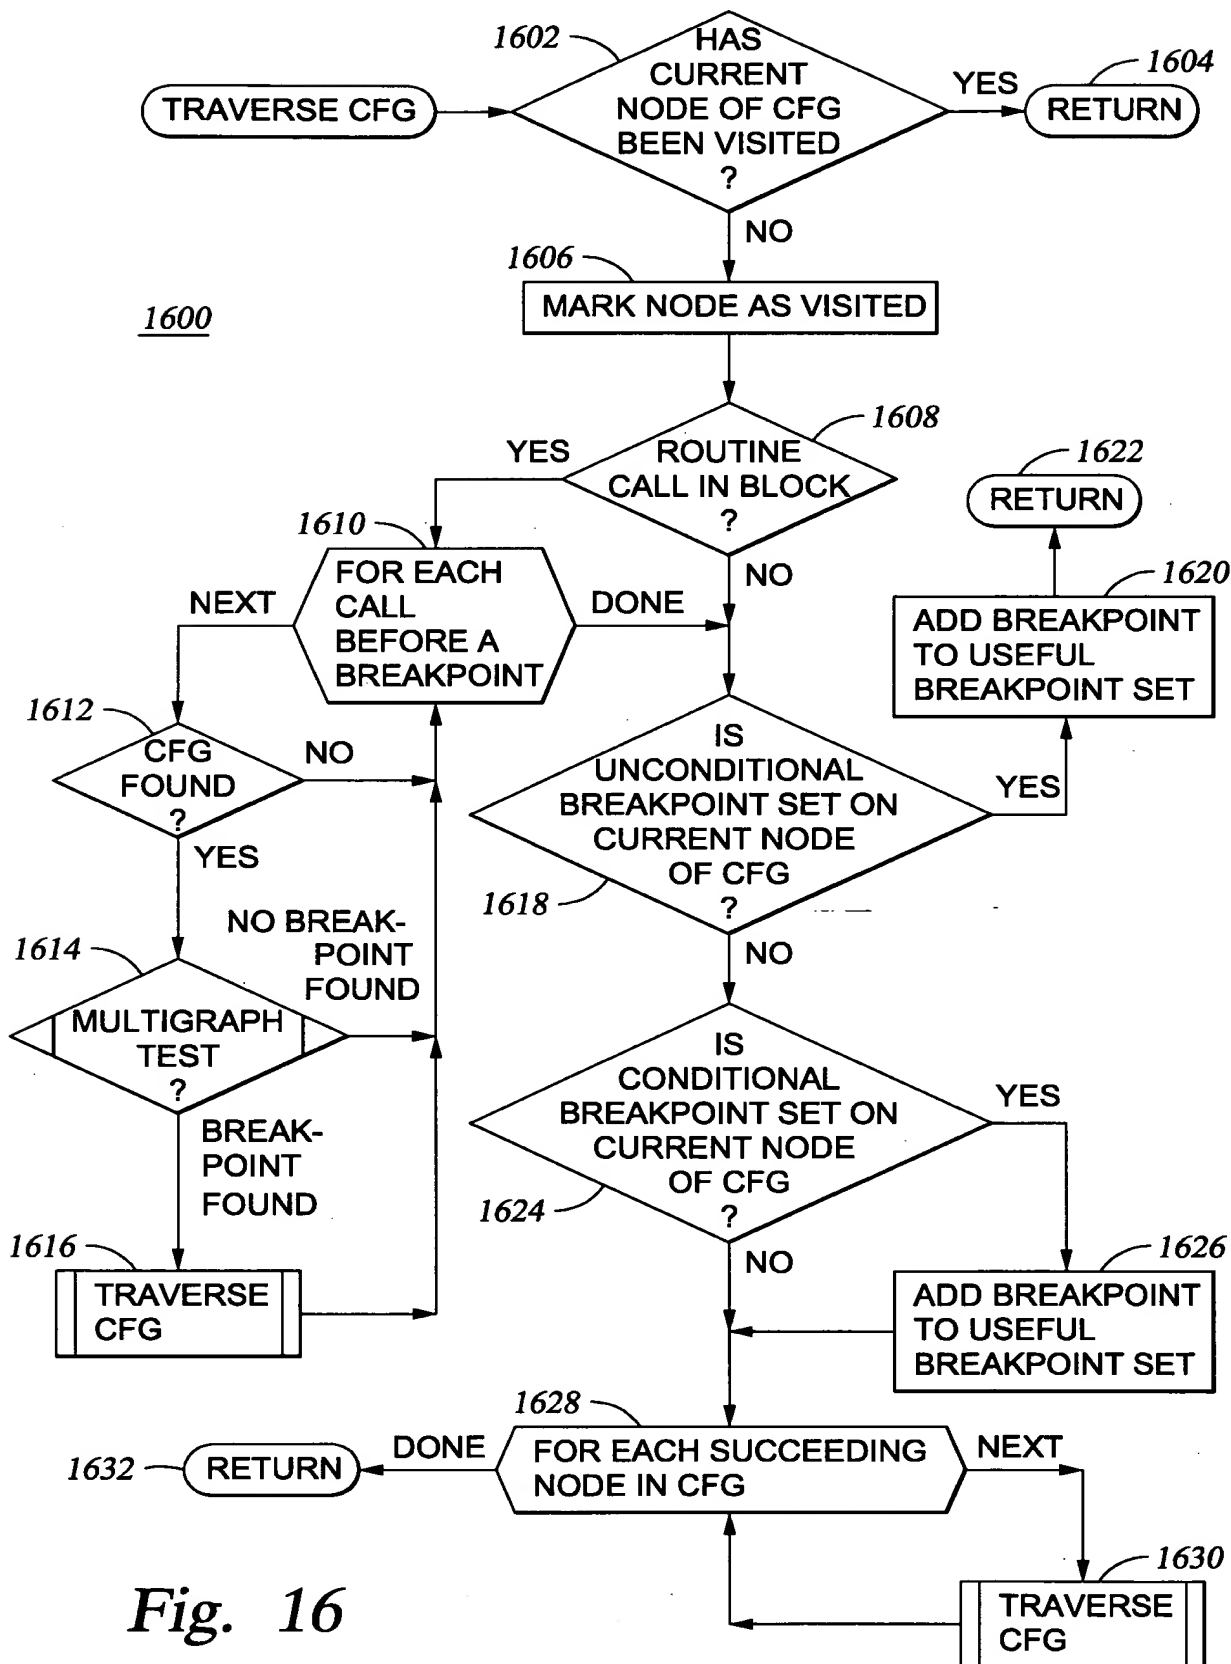 1602
HAS
CURRENT
NODE OF CFG
BEEN VISITED
?
TRAVERSE CFG
YES
1604
RETURN
NO
1606
MARK NODE AS VISITED
1600
1608
ROUTINE
CALL IN BLOCK
?
YES
NO
1610
FOR EACH
CALL
BEFORE A
BREAKPOINT
NEXT
DONE
1622
RETURN
1620
ADD BREAKPOINT
TO USEFUL
BREAKPOINT SET
1612
CFG
FOUND
?
NO
YES
IS
UNCONDITIONAL
BREAKPOINT SET ON
CURRENT NODE
OF CFG
?
YES
1618
NO
1614
MULTIGRAPH
TEST
?
NO BREAK-
POINT
FOUND
BREAK-
POINT
FOUND
1616
TRAVERSE
CFG
IS
CONDITIONAL
BREAKPOINT SET ON
CURRENT NODE
OF CFG
?
YES
1624
NO
1626
ADD BREAKPOINT
TO USEFUL
BREAKPOINT SET
1628
FOR EACH SUCCEEDING
NODE IN CFG
DONE
NEXT
1632
RETURN
1630
TRAVERSE
CFG
Fig. 16